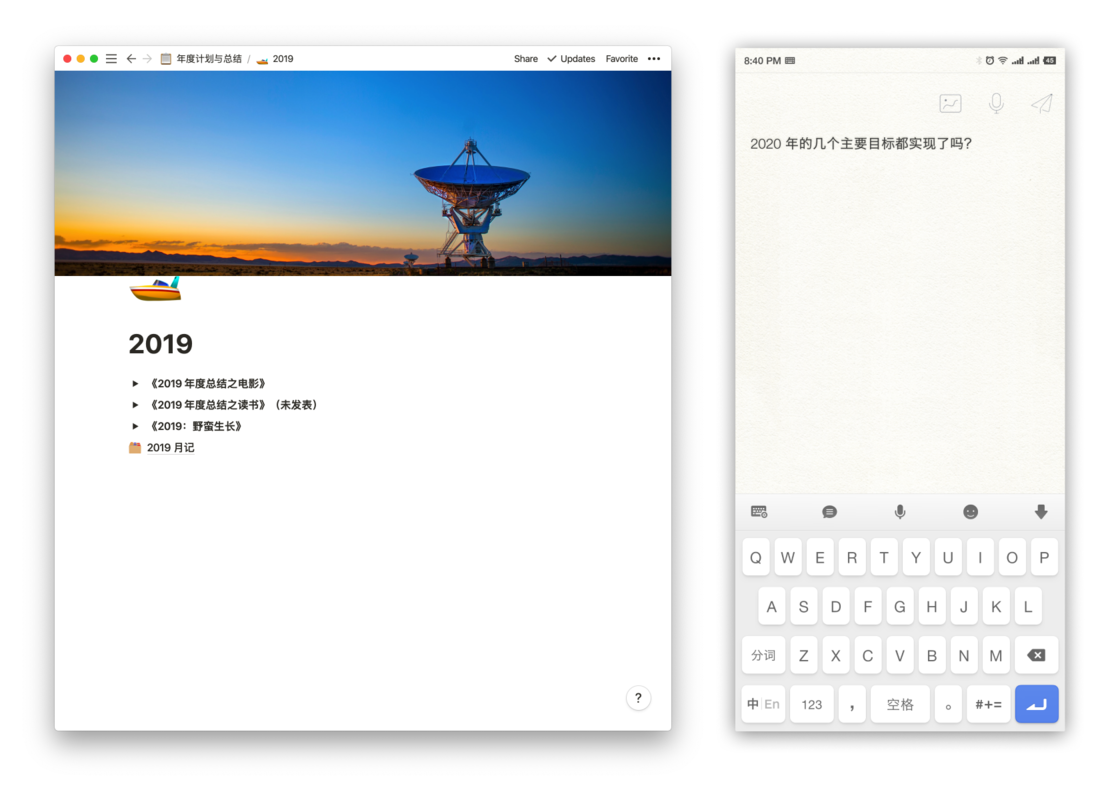 年度计划与总结 / 2019
Share Updates Favorite •••
2019
《2019 年度总结之电影》
《2019 年度总结之读书》（未发表）
《2019：野蛮生长》
2019 月记
?
8:40 PM
45
2020 年的几个主要目标都实现了吗？
Q W E R T Y U I O P
A S D F G H J K L
分词 Z X C V B N M
中|En 123 ， 空格 。 #+=